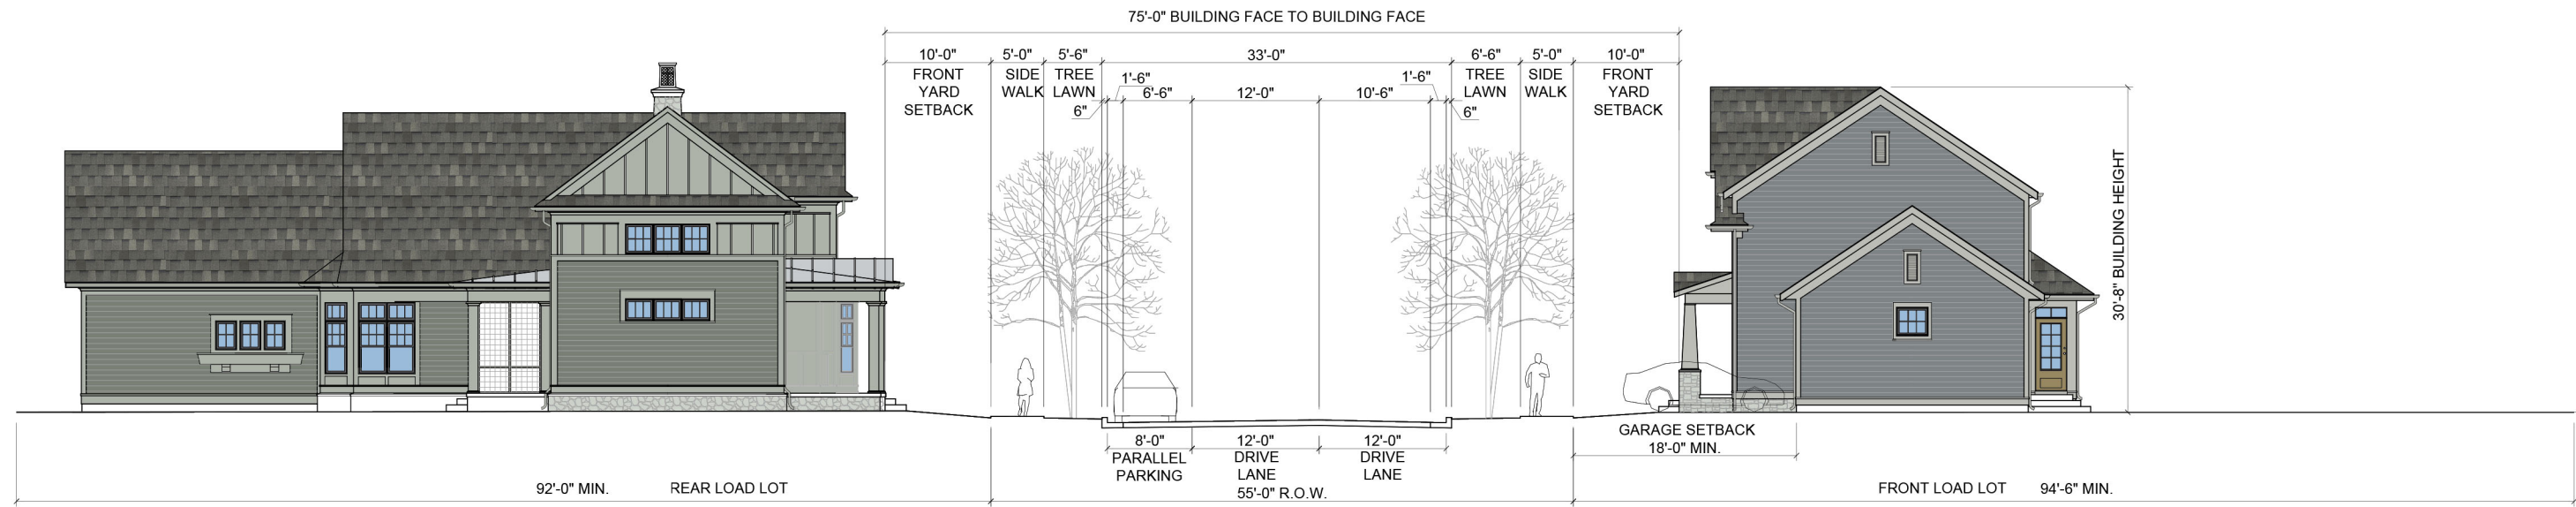 75'-0" BUILDING FACE TO BUILDING FACE
10'-0" 5'-0" 5'-6" 33'-0" 6'-6" 5'-0" 10'-0"
FRONT SIDE TREE TREE SIDE FRONT
YARD WALK LAWN 1'-6" 1'-6" LAWN WALK YARD
6'-6" 12'-0" 10'-6"
SETBACK 6" 6" SETBACK
30'-8" BUILDING HEIGHT
GARAGE SETBACK
8'-0" 12'-0" 12'-0" 18'-0" MIN.
PARALLEL DRIVE DRIVE
PARKING LANE LANE
92'-0" MIN. REAR LOAD LOT 55'-0" R.O.W. FRONT LOAD LOT 94'-6" MIN.